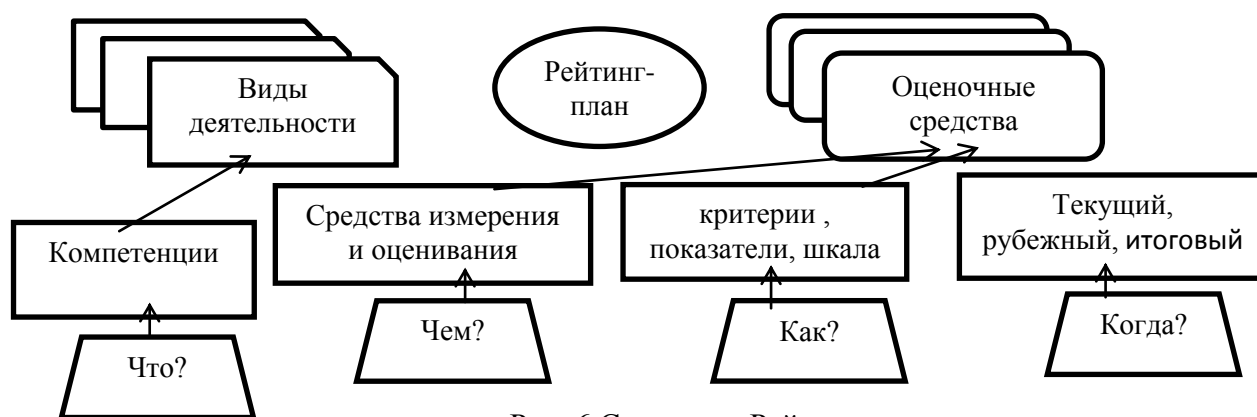 Виды
деятельности
Рейтинг-
план
Оценочные
средства
Компетенции
Средства измерения
и оценивания
критерии ,
показатели, шкала
Текущий,
рубежный, итоговый
Что?
Чем?
Как?
Когда?